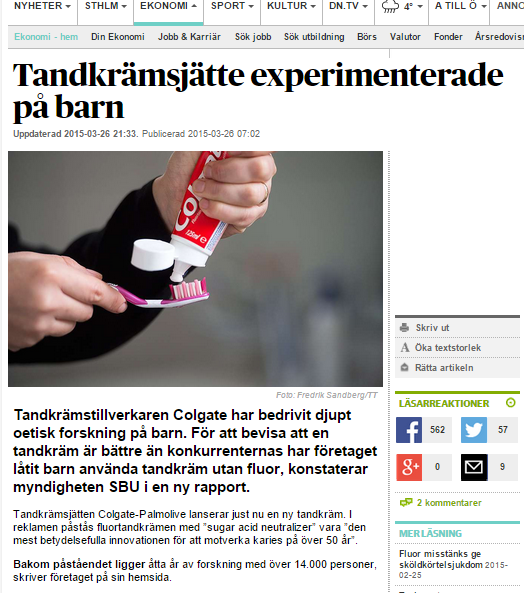 NYHETER
STHLM
EKONOMI
SPORT
KULTUR
DN.TV
4°
A TILL Ö
ANNO
Ekonomi - hem
Din Ekonomi
Jobb & Karriär
Sök jobb
Sök utbildning
Börs
Valutor
Fonder
Årsredovisn
Tandkrämsjätte experimenterade
på barn
Uppdaterad 2015-03-26 21:33. Publicerad 2015-03-26 07:02
Colga
125ml
Foto: Fredrik Sandberg/TT
Tandkrämstillverkaren Colgate har bedrivit djupt
oetisk forskning på barn. För att bevisa att en
tandkräm är bättre än konkurrenternas har företaget
låtit barn använda tandkräm utan fluor, konstaterar
myndigheten SBU i en ny rapport.
Tandkrämsjätten Colgate-Palmolive lanserar just nu en ny tandkräm. I
reklamen påstås fluortandkrämen med ”sugar acid neutralizer” vara ”den
mest betydelsefulla innovationen för att motverka karies på över 50 år”.
Bakom påståendet ligger åtta år av forskning med över 14.000 personer,
skriver företaget på sin hemsida.
Skriv ut
Öka textstorlek
Rätta artikeln
LÄSARREAKTIONER
562
57
0
9
2 kommentarer
MER LÄSNING
Fluor misstänks ge
sköldkörtelsjukdom 2015-
02-25